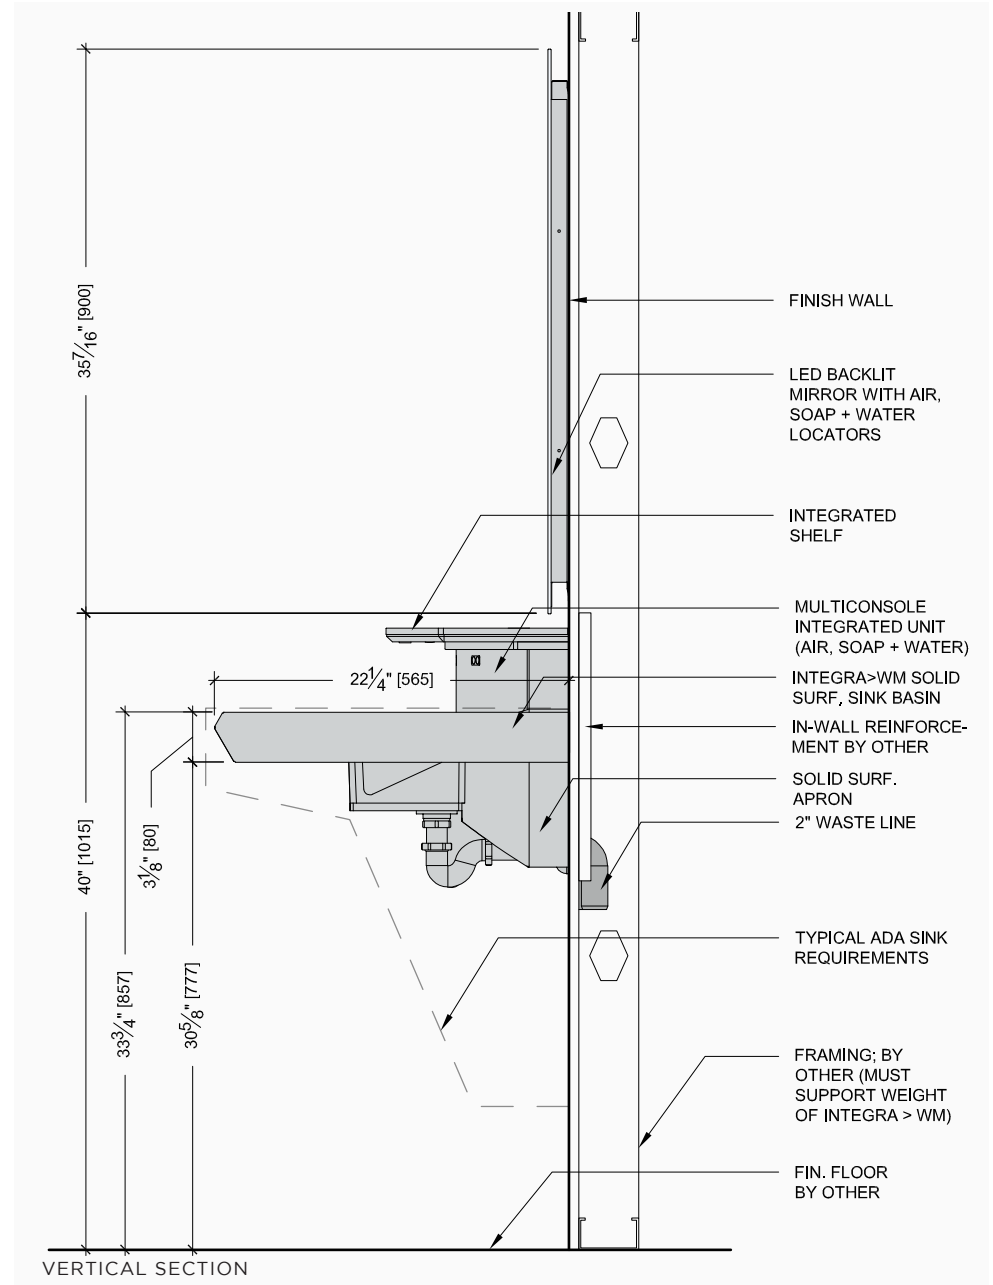 35 7/16" [900]
FINISH WALL
LED BACKLIT
MIRROR WITH AIR,
SOAP + WATER
LOCATORS
INTEGRATED
SHELF
MULTICONSOLE
INTEGRATED UNIT
(AIR, SOAP + WATER)
22 1/4" [565]
INTEGRA>WM SOLID
SURF, SINK BASIN
IN-WALL REINFORCE-
MENT BY OTHER
SOLID SURF.
APRON
2" WASTE LINE
40" [1015]
3 1/8" [80]
33 3/4" [857]
30 5/8" [777]
TYPICAL ADA SINK
REQUIREMENTS
FRAMING; BY
OTHER (MUST
SUPPORT WEIGHT
OF INTEGRA > WM)
FIN. FLOOR
BY OTHER
VERTICAL SECTION